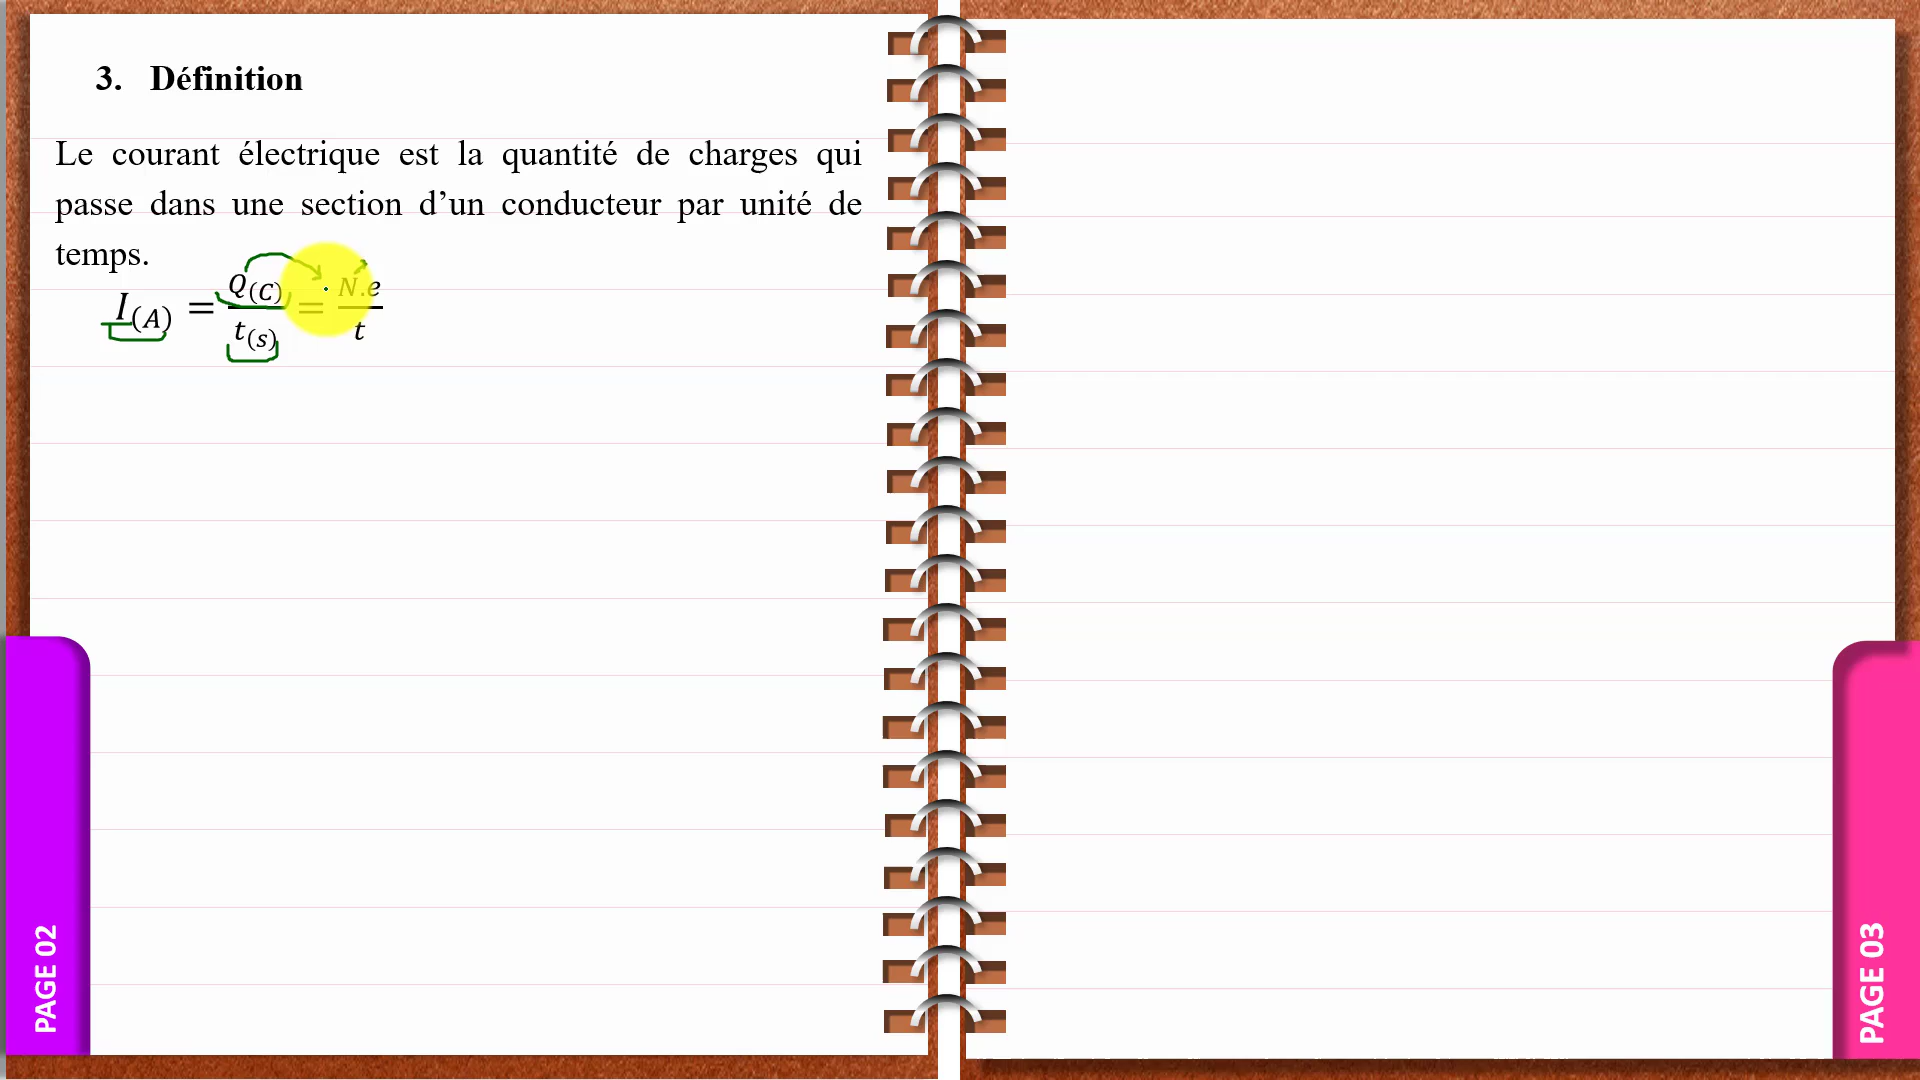 3. Définition
Le courant électrique est la quantité de charges qui
passe dans une section d’un conducteur par unité de
temps.
I(A) = Q(C)/t(s) = N.e/t
PAGE 02
PAGE 03